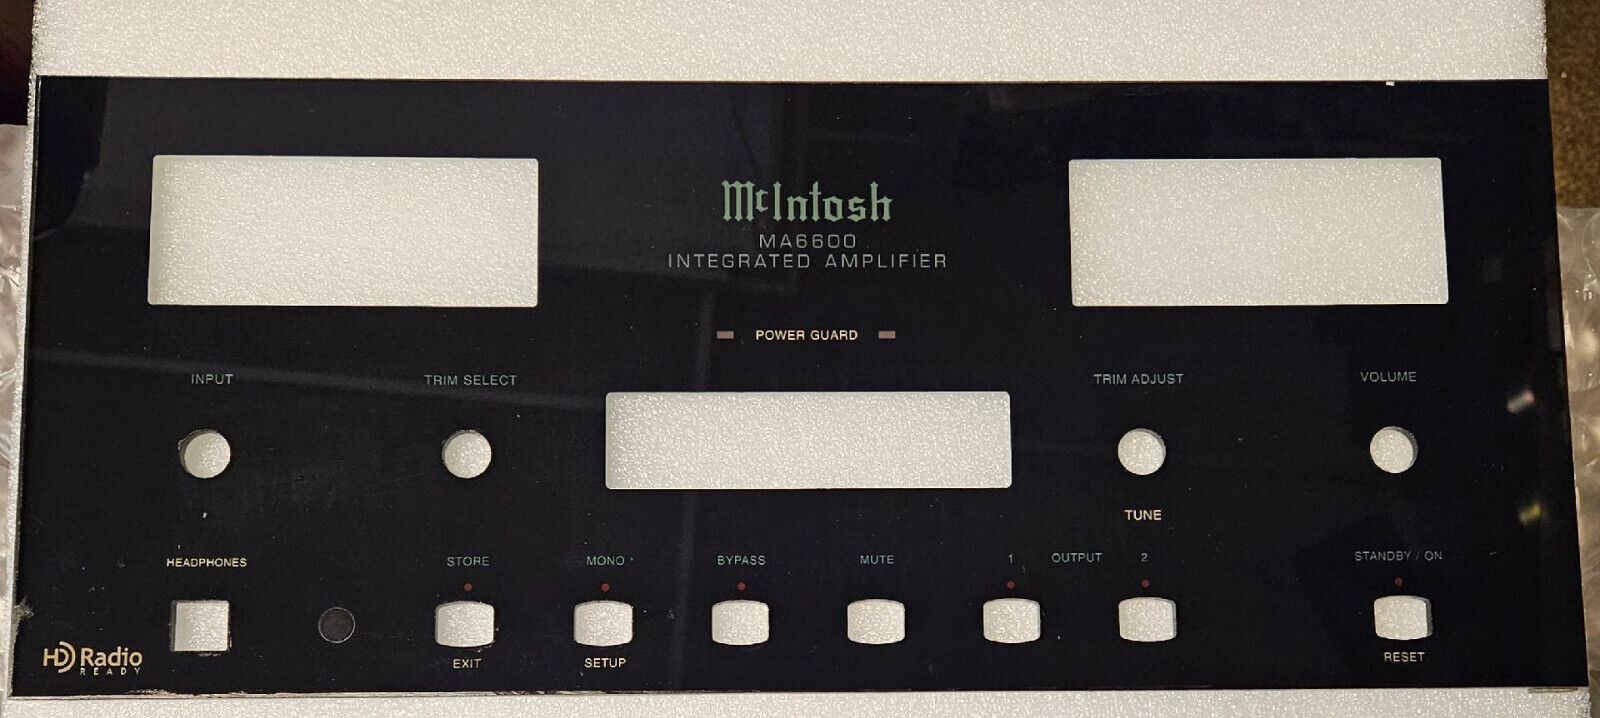 McIntosh
MA6600
INTEGRATED AMPLIFIER
POWER GUARD
INPUT
TRIM SELECT
TRIM ADJUST
VOLUME
TUNE
HEADPHONES
STORE
MONO
BYPASS
MUTE
1 OUTPUT 2
STANDBY / ON
EXIT
SETUP
RESET
HD Radio
READY